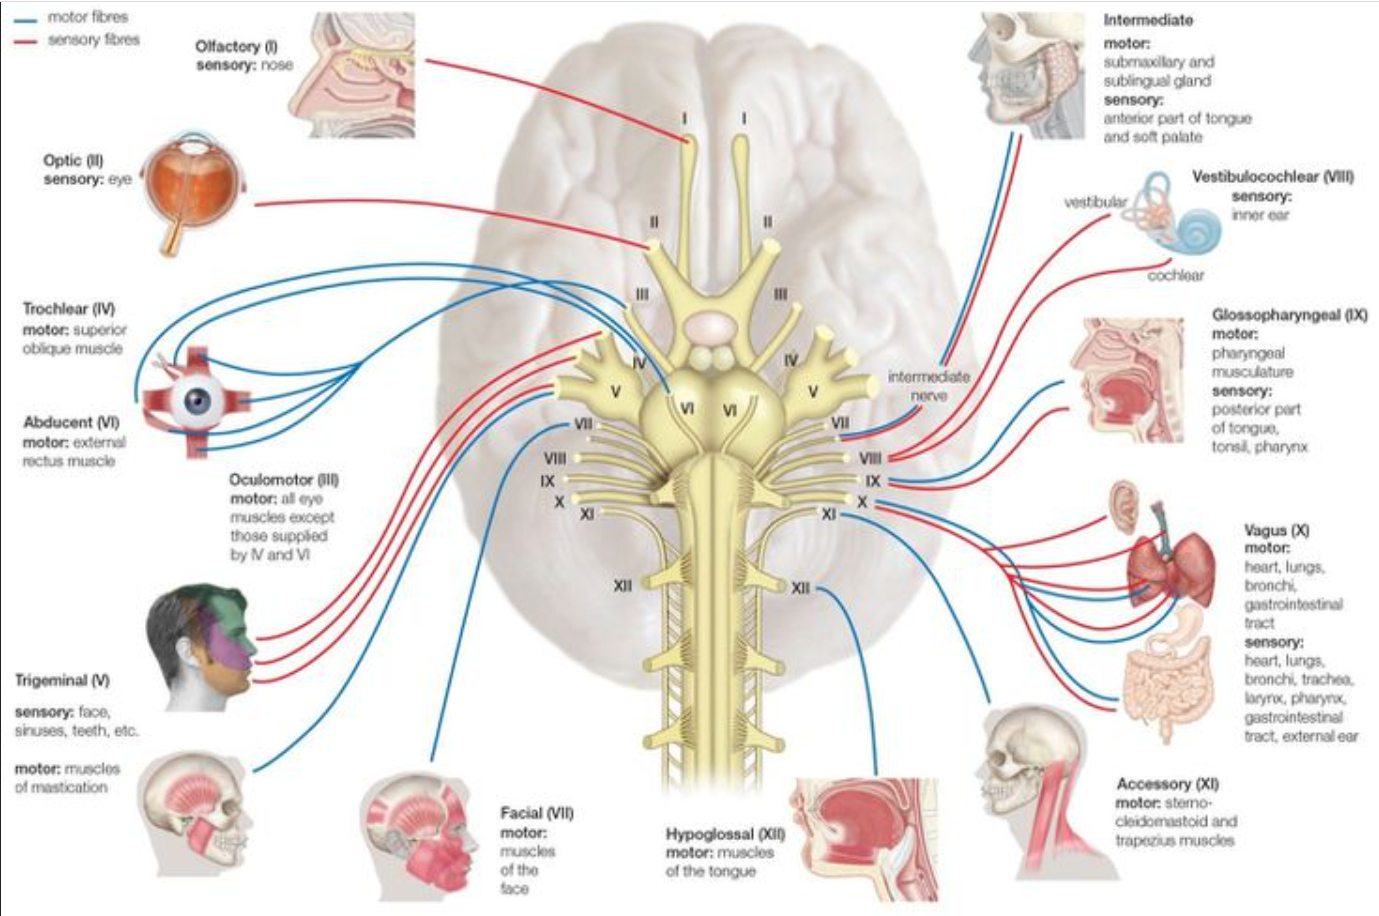 motor fibres
sensory fibres
Olfactory (I)
sensory: nose
Optic (II)
sensory: eye
Trochlear (IV)
motor: superior
oblique muscle
Abducent (VI)
motor: external
rectus muscle
Oculomotor (III)
motor: all eye
muscles except
those supplied
by IV and VI
Trigeminal (V)
sensory: face,
sinuses, teeth, etc.
motor: muscles
of mastication
Facial (VII)
motor:
muscles
of the
face
Hypoglossal (XII)
motor: muscles
of the tongue
I
I
II
II
III
III
IV
IV
V
V
VI
VI
VII
VII
VIII
VIII
IX
IX
X
X
XI
XI
XII
XII
intermediate
nerve
Intermediate
motor:
submaxillary and
sublingual gland
sensory:
anterior part of tongue
and soft palate
Vestibulocochlear (VIII)
sensory:
inner ear
vestibular
cochlear
Glossopharyngeal (IX)
motor:
pharyngeal
musculature
sensory:
posterior part
of tongue,
tonsil, pharynx
Vagus (X)
motor:
heart, lungs,
bronchi,
gastrointestinal
tract
sensory:
heart, lungs,
bronchi, trachea,
larynx, pharynx,
gastrointestinal
tract, external ear
Accessory (XI)
motor: sterno-
cleidomastoid and
trapezius muscles